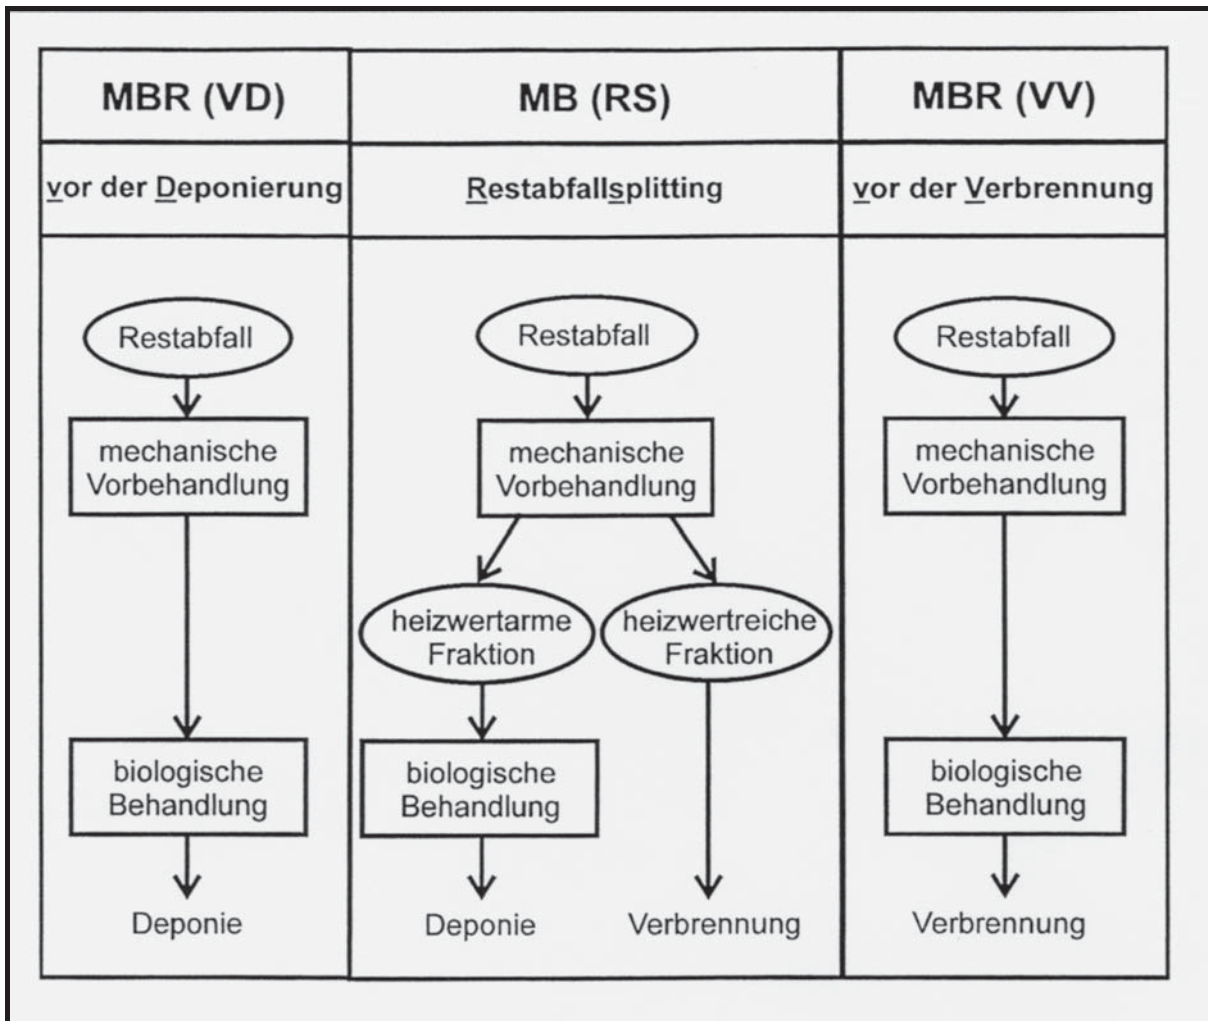 MBR (VD)
MB (RS)
MBR (VV)
vor der Deponierung
Restabfallsplitting
vor der Verbrennung
Restabfall
mechanische
Vorbehandlung
biologische
Behandlung
Deponie
Restabfall
mechanische
Vorbehandlung
heizwertarme
Fraktion
heizwertreiche
Fraktion
biologische
Behandlung
Deponie
Verbrennung
Restabfall
mechanische
Vorbehandlung
biologische
Behandlung
Verbrennung